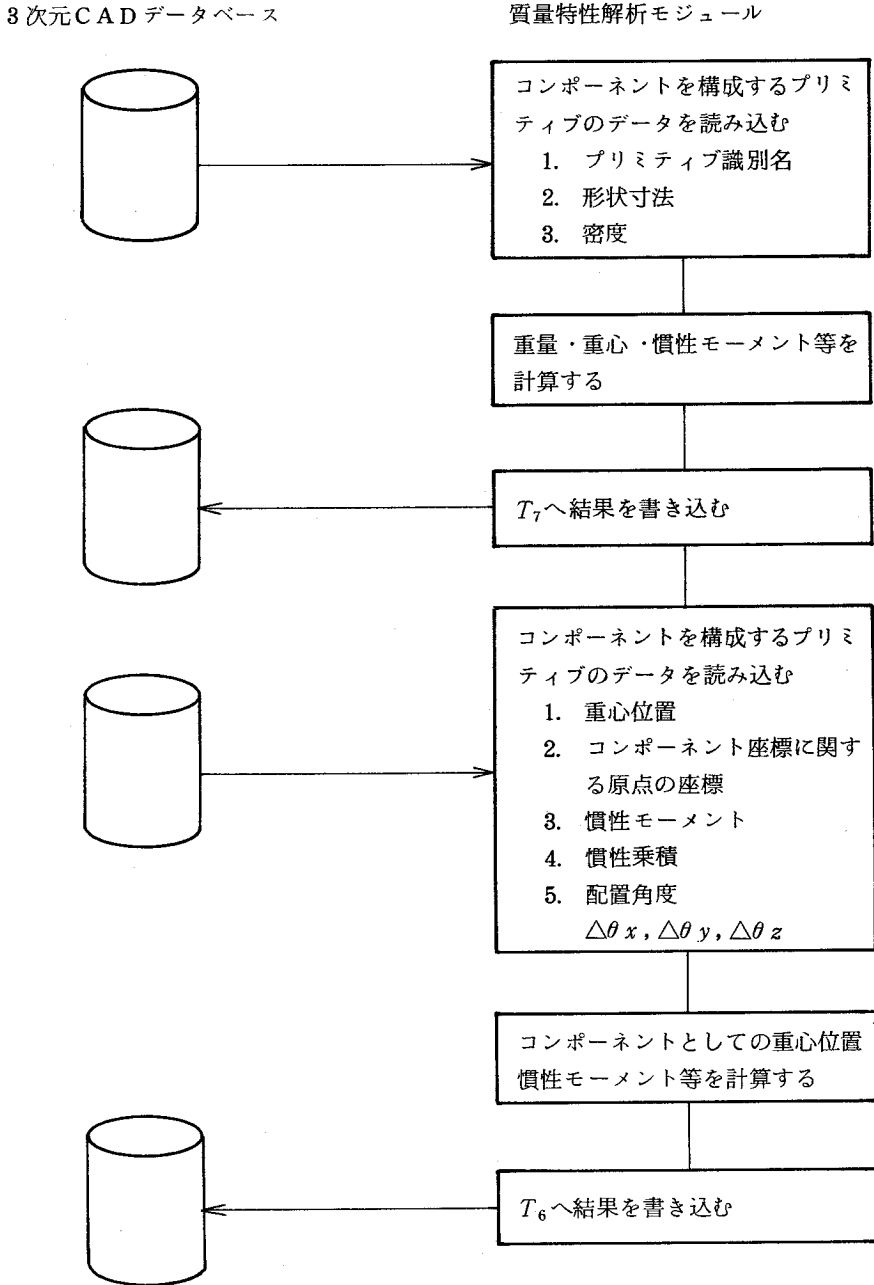 3次元CADデータベース
質量特性解析モジュール
コンポーネントを構成するプリミ
ティブのデータを読み込む
1. プリミティブ識別名
2. 形状寸法
3. 密度
重量・重心・慣性モーメント等を
計算する
T₇へ結果を書き込む
コンポーネントを構成するプリミ
ティブのデータを読み込む
1. 重心位置
2. コンポーネント座標に関す
る原点の座標
3. 慣性モーメント
4. 慣性乗積
5. 配置角度
△θx, △θy, △θz
コンポーネントとしての重心位置
慣性モーメント等を計算する
T₆へ結果を書き込む